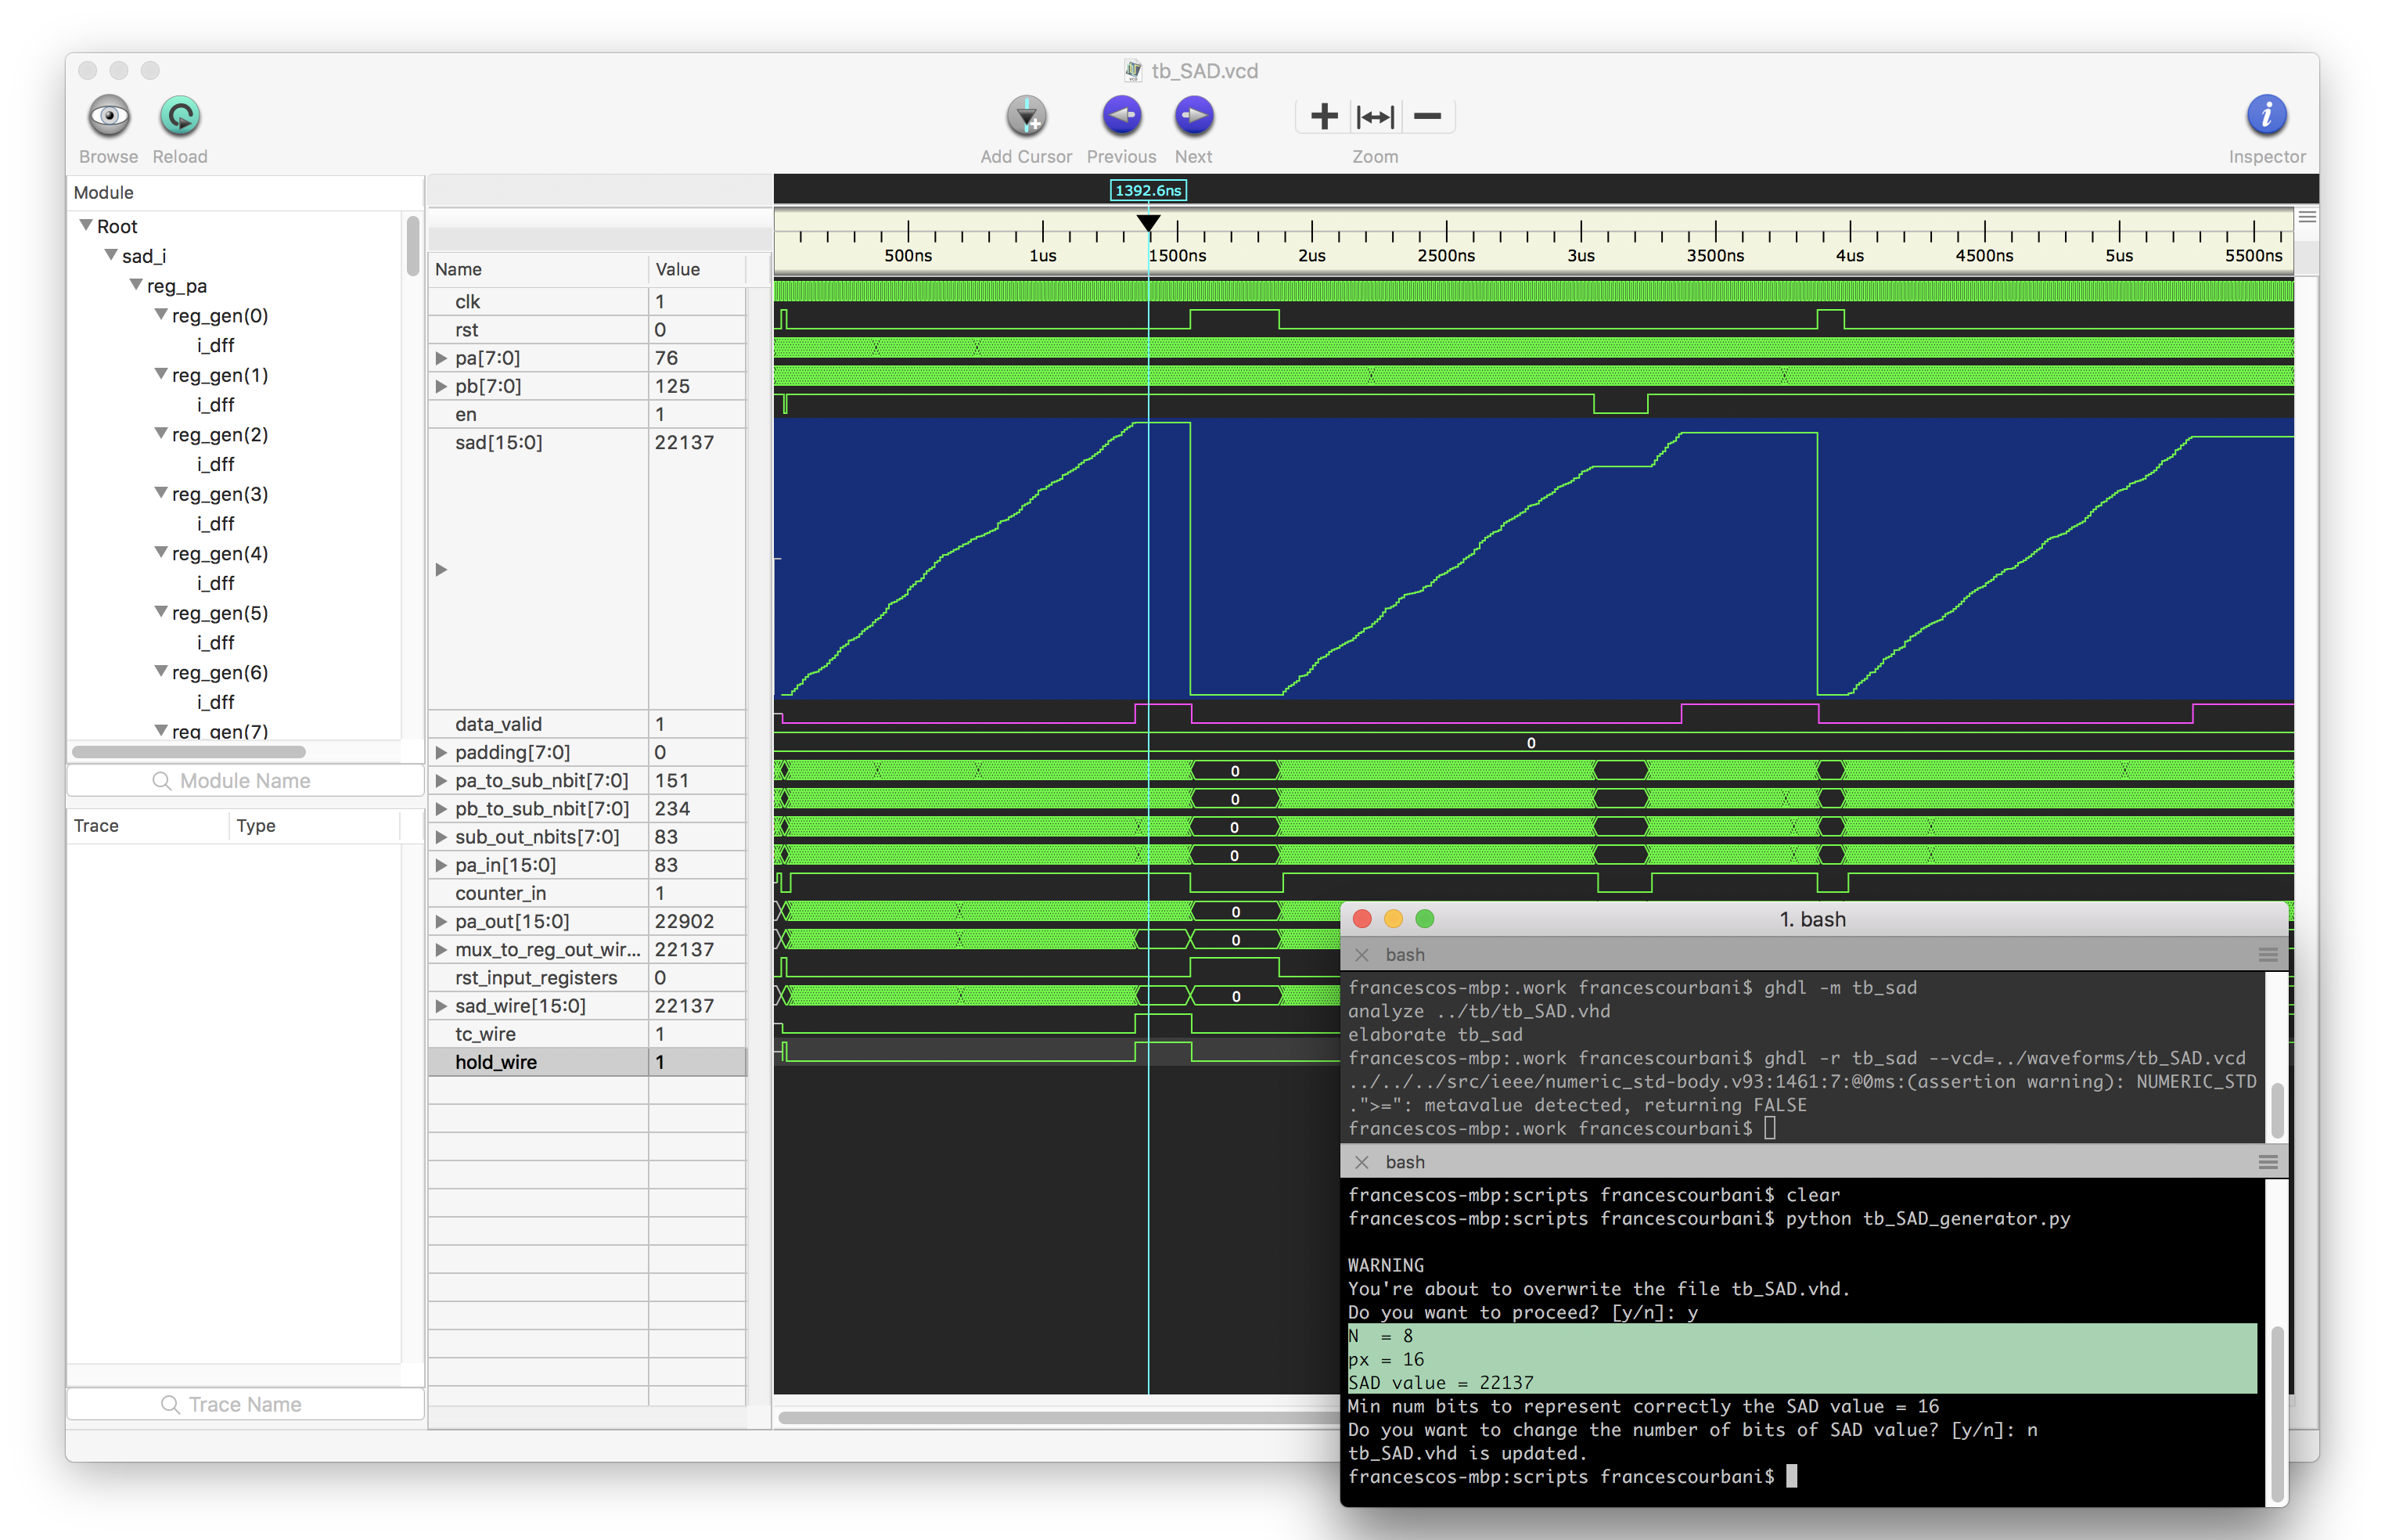 tb_SAD.vcd
Browse Reload Add Cursor Previous Next Zoom Inspector
Module
Root
sad_i
reg_pa
reg_gen(0)
i_dff
reg_gen(1)
i_dff
reg_gen(2)
i_dff
reg_gen(3)
i_dff
reg_gen(4)
i_dff
reg_gen(5)
i_dff
reg_gen(6)
i_dff
reg_gen(7)
Module Name
Trace Type
Trace Name
1392.6ns
500ns 1us 1500ns 2us 2500ns 3us 3500ns 4us 4500ns 5us 5500ns
Name Value
clk 1
rst 0
pa[7:0] 76
pb[7:0] 125
en 1
sad[15:0] 22137
data_valid 1
padding[7:0] 0 0
pa_to_sub_nbit[7:0] 151 0
pb_to_sub_nbit[7:0] 234 0
sub_out_nbits[7:0] 83 0
pa_in[15:0] 83 0
counter_in 1
pa_out[15:0] 22902 0
mux_to_reg_out_wir... 22137 0
rst_input_registers 0
sad_wire[15:0] 22137 0
tc_wire 1
hold_wire 1
1. bash
bash
francescos-mbp:.work francescourbani$ ghdl -m tb_sad
analyze ../tb/tb_SAD.vhd
elaborate tb_sad
francescos-mbp:.work francescourbani$ ghdl -r tb_sad --vcd=../waveforms/tb_SAD.vcd
../../../src/ieee/numeric_std-body.v93:1461:7:@0ms:(assertion warning): NUMERIC_STD
.">=": metavalue detected, returning FALSE
francescos-mbp:.work francescourbani$
bash
francescos-mbp:scripts francescourbani$ clear
francescos-mbp:scripts francescourbani$ python tb_SAD_generator.py
WARNING
You're about to overwrite the file tb_SAD.vhd.
Do you want to proceed? [y/n]: y
N  = 8
px = 16
SAD value = 22137
Min num bits to represent correctly the SAD value = 16
Do you want to change the number of bits of SAD value? [y/n]: n
tb_SAD.vhd is updated.
francescos-mbp:scripts francescourbani$